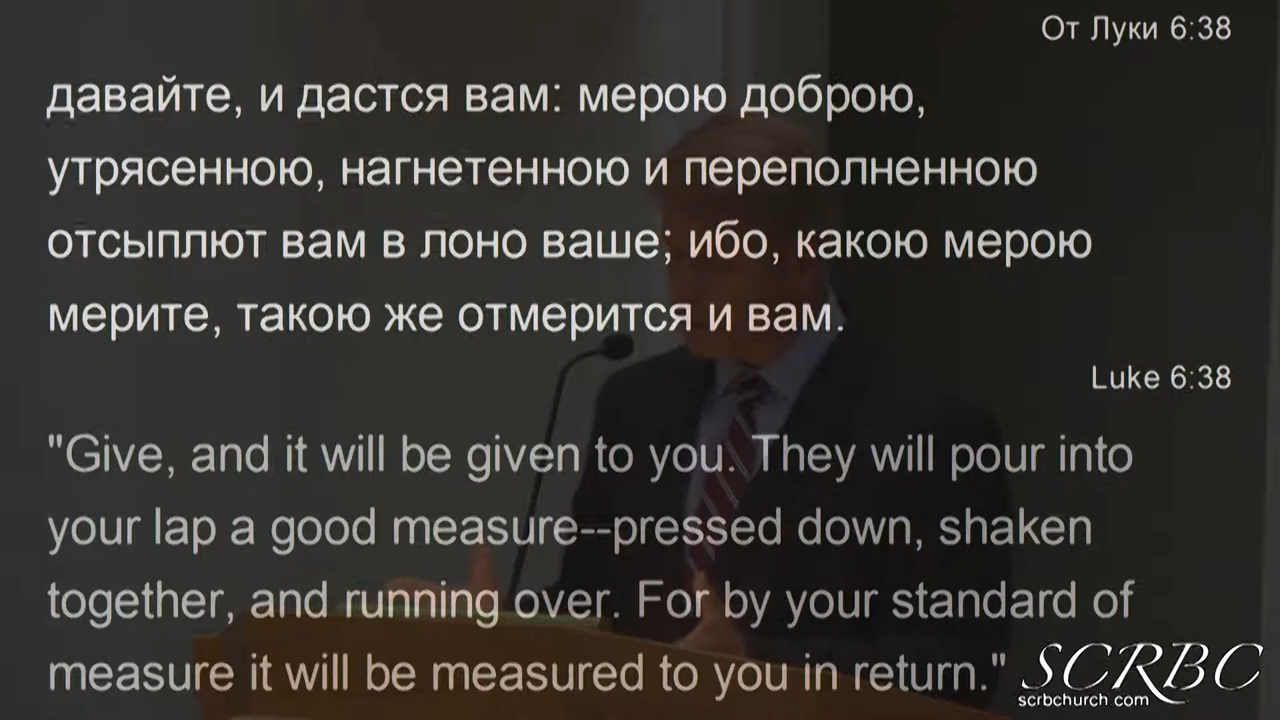 От Луки 6:38
давайте, и дастся вам: мерою доброю,
утрясенною, нагнетенною и переполненною
отсыплют вам в лоно ваше; ибо, какою мерою
мерите, такою же отмерится и вам.
Luke 6:38
"Give, and it will be given to you. They will pour into
your lap a good measure--pressed down, shaken
together, and running over. For by your standard of
measure it will be measured to you in return."
SCRBC
scrbchurch com